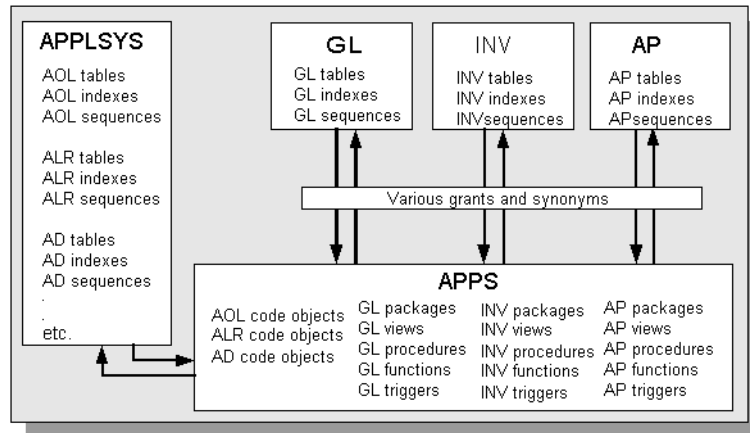 APPLSYS
AOL tables
AOL indexes
AOL sequences
ALR tables
ALR indexes
ALR sequences
AD tables
AD indexes
AD sequences
.
.
etc.
GL
GL tables
GL indexes
GL sequences
INV
INV tables
INV indexes
INVsequences
AP
AP tables
AP indexes
APsequences
Various grants and synonyms
APPS
AOL code objects
ALR code objects
AD code objects
GL packages
GL views
GL procedures
GL functions
GL triggers
INV packages
INV views
INV procedures
INV functions
INV triggers
AP packages
AP views
AP procedures
AP functions
AP triggers